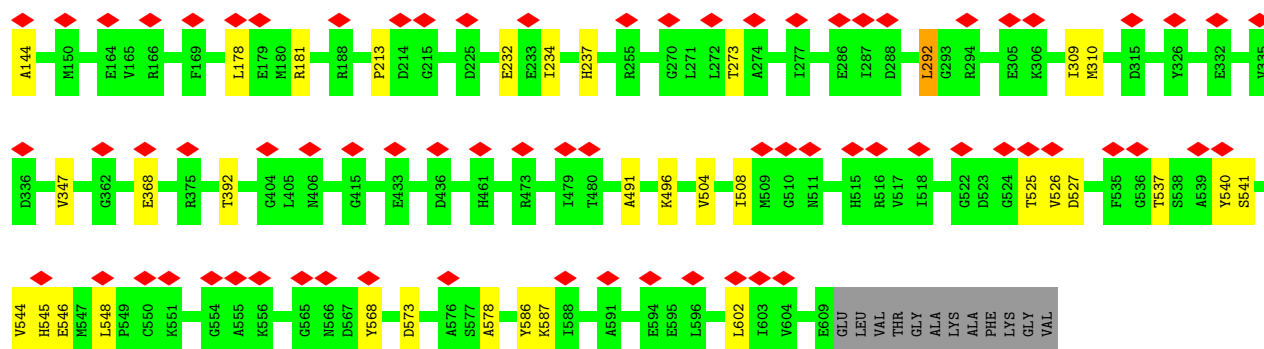 A144 M150 E164 V165 R166 F169 L178 E179 M180 R181 R188 P213 D214 G215 D225 E232 E233 I234 H237 R255 G270 L271 L272 T273 A274 I277 E286 I287 D288 L292 G293 R294 E305 K306 I309 M310 D315 Y326 E332 V335
D336 V347 G362 E368 R375 T392 G404 L405 N406 G415 E433 D436 H461 R473 I479 T480 A491 K496 V504 I508 M509 G510 N511 H515 R516 V517 I518 G522 D523 G524 T525 V526 D527 F535 G536 T537 S538 A539 Y540 S541
V544 H545 E546 M547 L548 P549 C550 K551 G554 A555 K556 G565 N566 D567 Y568 D573 A576 S577 A578 Y586 K587 I588 A591 E594 E595 L596 L602 I603 V604 E609 GLU LEU VAL THR GLY ALA LYS ALA PHE LYS GLY VAL